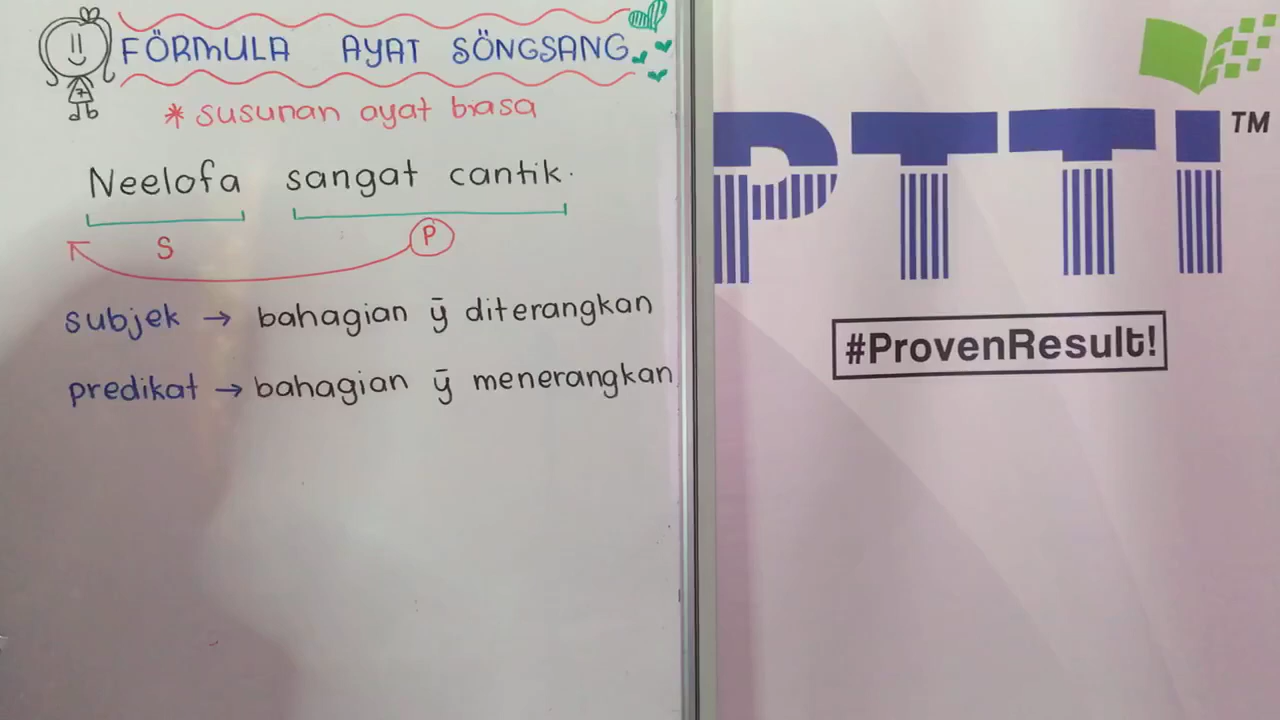 FÖRMULA AYAT SÖNGSANG
* susunan ayat biasa
Neelofa sangat cantik.
S P
subjek → bahagian ȳ diterangkan
predikat → bahagian ȳ menerangkan
PTTI TM
#ProvenResult!